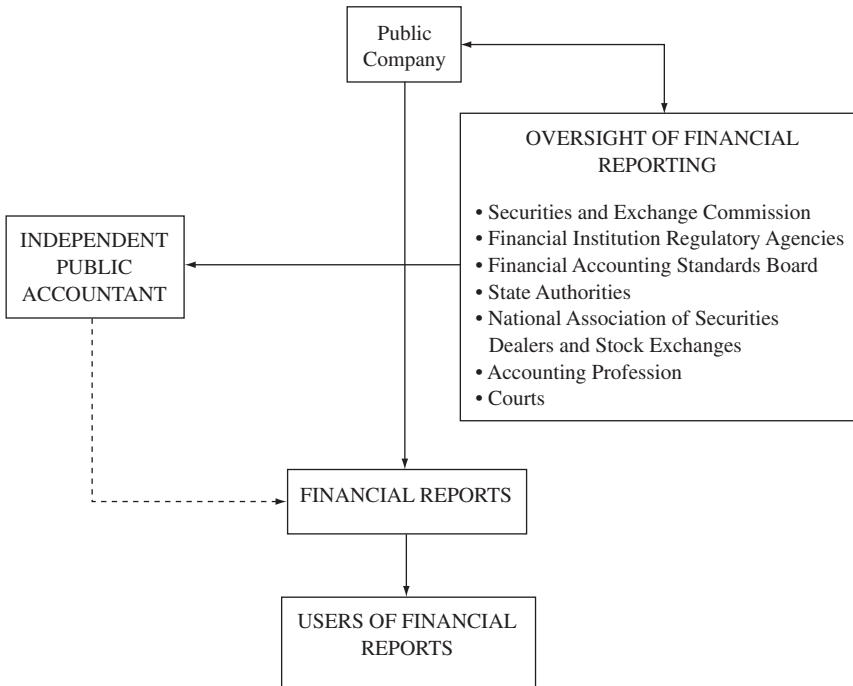 Public
Company
OVERSIGHT OF FINANCIAL
REPORTING
• Securities and Exchange Commission
• Financial Institution Regulatory Agencies
• Financial Accounting Standards Board
• State Authorities
• National Association of Securities
Dealers and Stock Exchanges
• Accounting Profession
• Courts
INDEPENDENT
PUBLIC
ACCOUNTANT
FINANCIAL REPORTS
USERS OF FINANCIAL
REPORTS